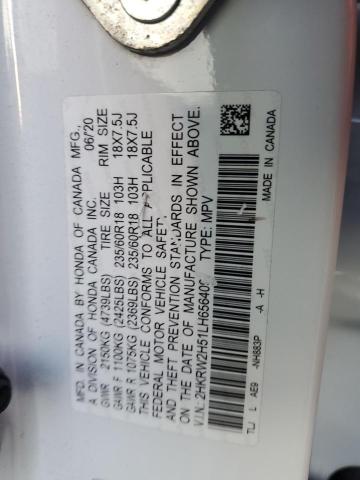 MFD. IN CANADA BY HONDA OF CANADA MFG.,
A DIVISION OF HONDA CANADA INC. 06/20
GVWR 2150KG (4739LBS) TIRE SIZE RIM SIZE
GAWR F 1100KG (2425LBS) 235/60R18 103H 18X7.5J
GAWR R 1075KG (2369LBS) 235/60R18 103H 18X7.5J
THIS VEHICLE CONFORMS TO ALL APPLICABLE
FEDERAL MOTOR VEHICLE SAFETY
AND THEFT PREVENTION STANDARDS IN EFFECT
ON THE DATE OF MANUFACTURE SHOWN ABOVE.
V.I.N.: 2HKRW2H51LH656400 TYPE: MPV
TLJ L AE9 -NH883P -A -H
MADE IN CANADA